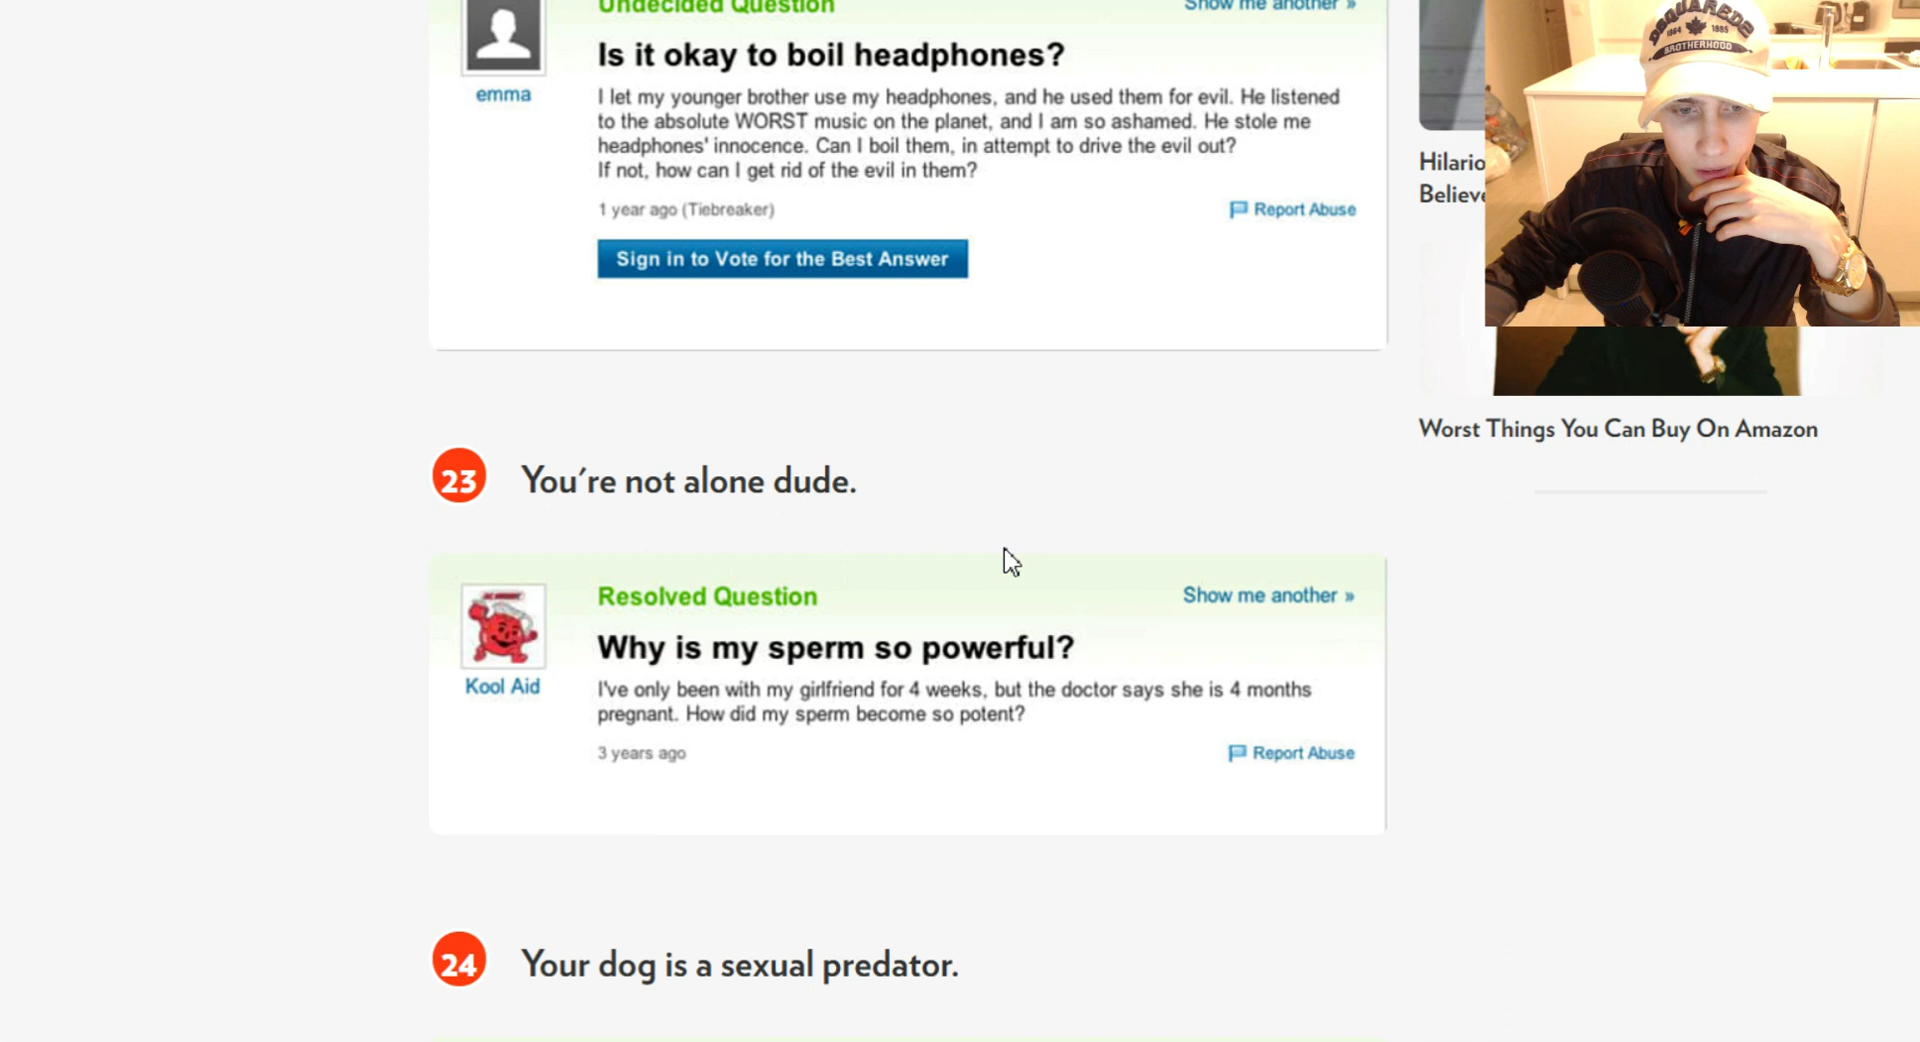 Undecided Question
Show me another »
Is it okay to boil headphones?
emma
I let my younger brother use my headphones, and he used them for evil. He listened
to the absolute WORST music on the planet, and I am so ashamed. He stole me
headphones' innocence. Can I boil them, in attempt to drive the evil out?
If not, how can I get rid of the evil in them?
1 year ago (Tiebreaker)
Report Abuse
Sign in to Vote for the Best Answer
23
You're not alone dude.
Resolved Question
Show me another »
Why is my sperm so powerful?
Kool Aid
I've only been with my girlfriend for 4 weeks, but the doctor says she is 4 months
pregnant. How did my sperm become so potent?
3 years ago
Report Abuse
24
Your dog is a sexual predator.
DSQUARED2
1964 1985
BROTHERHOOD
Hilario
Believe
Worst Things You Can Buy On Amazon